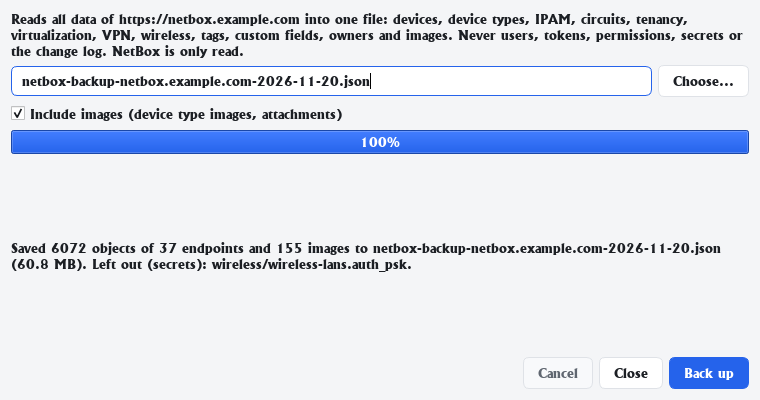 Reads all data of https://netbox.example.com into one file: devices, device types, IPAM, circuits, tenancy,
virtualization, VPN, wireless, tags, custom fields, owners and images. Never users, tokens, permissions, secrets or
the change log. NetBox is only read.
netbox-backup-netbox.example.com-2026-11-20.json
Choose...
Include images (device type images, attachments)
100%
Saved 6072 objects of 37 endpoints and 155 images to netbox-backup-netbox.example.com-2026-11-20.json
(60.8 MB). Left out (secrets): wireless/wireless-lans.auth_psk.
Cancel
Close
Back up